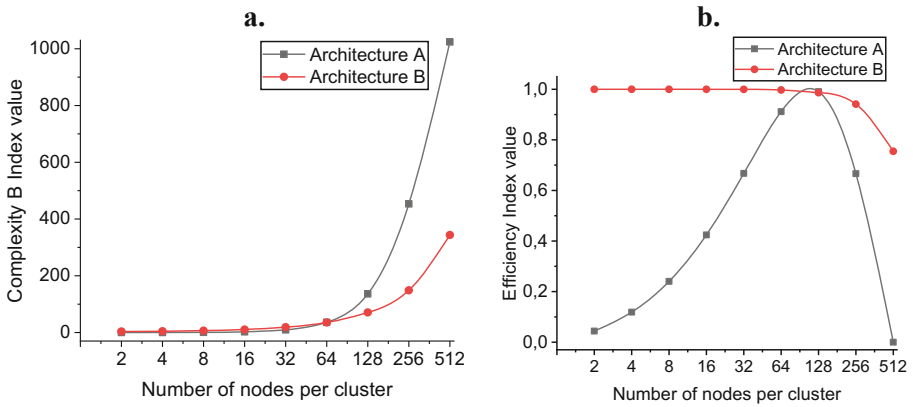 a.
Complexity B Index value
1000
800
600
400
200
0
Architecture A
Architecture B
2 4 8 16 32 64 128 256 512
Number of nodes per cluster
b.
Efficiency Index value
1,0
0,8
0,6
0,4
0,2
0,0
Architecture A
Architecture B
2 4 8 16 32 64 128 256 512
Number of nodes per cluster